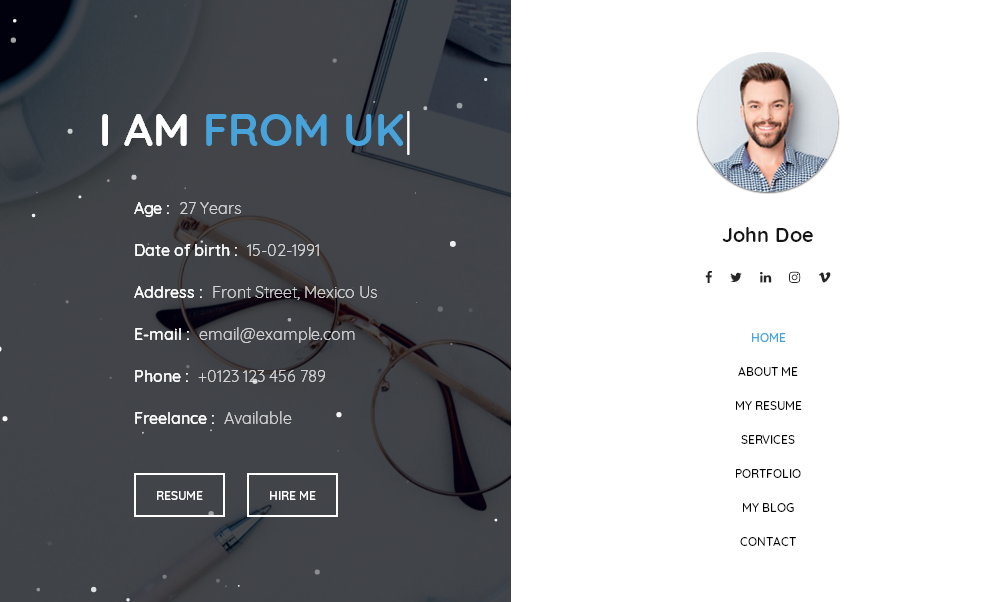 I AM FROM UK
Age : 27 Years
Date of birth : 15-02-1991
Address : Front Street, Mexico Us
E-mail : email@example.com
Phone : +0123 123 456 789
Freelance : Available
RESUME
HIRE ME
John Doe
HOME
ABOUT ME
MY RESUME
SERVICES
PORTFOLIO
MY BLOG
CONTACT